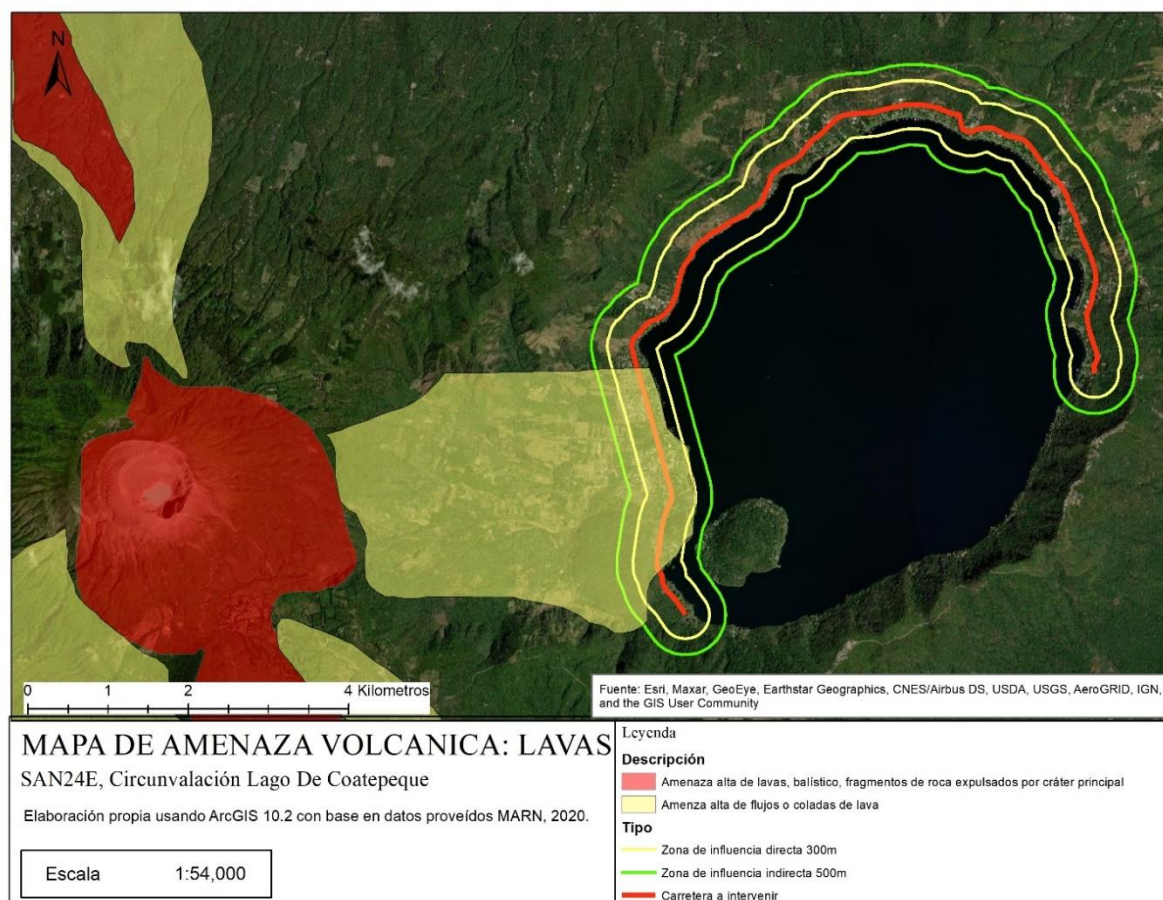 N
0 1 2 4 Kilometros
Fuente: Esri, Maxar, GeoEye, Earthstar Geographics, CNES/Airbus DS, USDA, USGS, AeroGRID, IGN,
and the GIS User Community
MAPA DE AMENAZA VOLCANICA: LAVAS
SAN24E, Circunvalación Lago De Coatepeque
Elaboración propia usando ArcGIS 10.2 con base en datos proveídos MARN, 2020.
Escala 1:54,000
Leyenda
Descripción
Amenaza alta de lavas, balístico, fragmentos de roca expulsados por cráter principal
Amenza alta de flujos o coladas de lava
Tipo
Zona de influencia directa 300m
Zona de influencia indirecta 500m
Carretera a intervenir